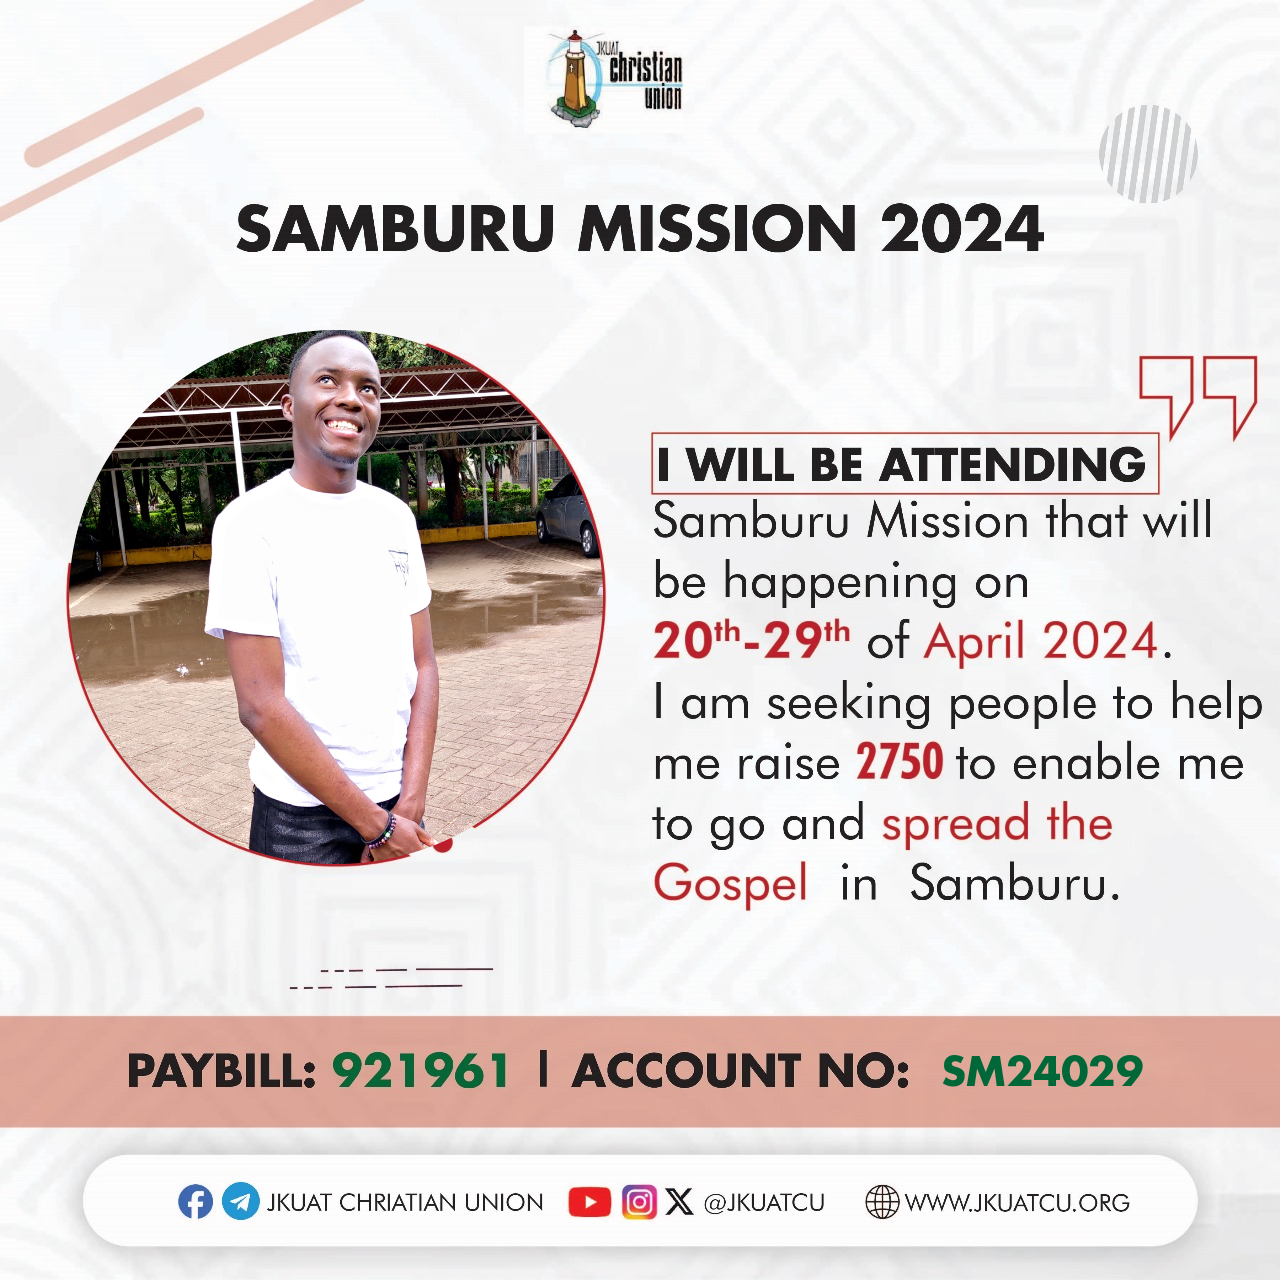 JKUAT
christian
union
SAMBURU MISSION 2024
I WILL BE ATTENDING
Samburu Mission that will
be happening on
20th-29th of April 2024.
I am seeking people to help
me raise 2750 to enable me
to go and spread the
Gospel in Samburu.
PAYBILL: 921961 | ACCOUNT NO: SM24029
JKUAT CHRIATIAN UNION @JKUATCU WWW.JKUATCU.ORG